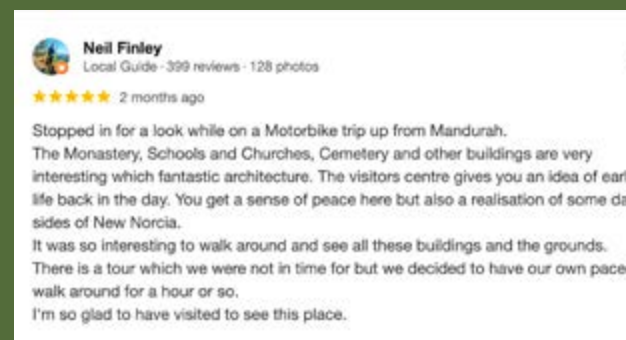 Neil Finley
Local Guide · 399 reviews · 128 photos
2 months ago
Stopped in for a look while on a Motorbike trip up from Mandurah.
The Monastery, Schools and Churches, Cemetery and other buildings are very
interesting which fantastic architecture. The visitors centre gives you an idea of
life back in the day. You get a sense of peace here but also a realisation of some
sides of New Norcia.
It was so interesting to walk around and see all these buildings and the grounds.
There is a tour which we were not in time for but we decided to have our own pace
walk around for a hour or so.
I'm so glad to have visited to see this place.